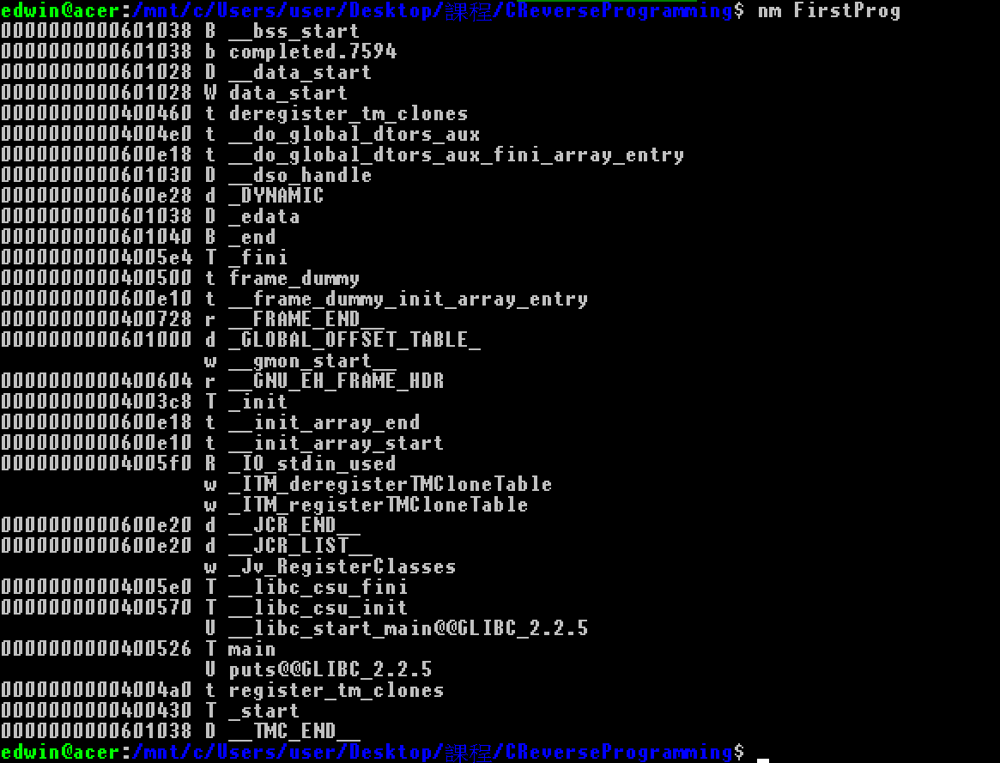 edwin@acer:/mnt/c/Users/user/Desktop/課程/CReverseProgramming$ nm FirstProg
0000000000601038 B __bss_start
0000000000601038 b completed.7594
0000000000601028 D __data_start
0000000000601028 W data_start
0000000000400460 t deregister_tm_clones
00000000004004e0 t __do_global_dtors_aux
0000000000600e18 t __do_global_dtors_aux_fini_array_entry
0000000000601030 D __dso_handle
0000000000600e28 d _DYNAMIC
0000000000601038 D _edata
0000000000601040 B _end
00000000004005e4 T _fini
0000000000400500 t frame_dummy
0000000000600e10 t __frame_dummy_init_array_entry
0000000000400728 r __FRAME_END__
0000000000601000 d _GLOBAL_OFFSET_TABLE_
w __gmon_start__
0000000000400604 r __GNU_EH_FRAME_HDR
00000000004003c8 T _init
0000000000600e18 t __init_array_end
0000000000600e10 t __init_array_start
00000000004005f0 R _IO_stdin_used
w _ITM_deregisterTMCloneTable
w _ITM_registerTMCloneTable
0000000000600e20 d __JCR_END__
0000000000600e20 d __JCR_LIST__
w _Jv_RegisterClasses
00000000004005e0 T __libc_csu_fini
0000000000400570 T __libc_csu_init
U __libc_start_main@@GLIBC_2.2.5
0000000000400526 T main
U puts@@GLIBC_2.2.5
00000000004004a0 t register_tm_clones
0000000000400430 T _start
0000000000601038 D __TMC_END__
edwin@acer:/mnt/c/Users/user/Desktop/課程/CReverseProgramming$